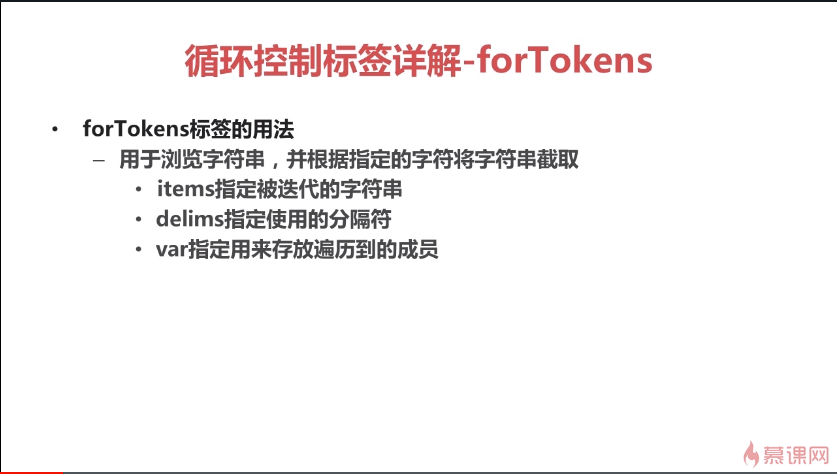 循环控制标签详解-forTokens
• forTokens标签的用法
– 用于浏览字符串，并根据指定的字符将字符串截取
• items指定被迭代的字符串
• delims指定使用的分隔符
• var指定用来存放遍历到的成员
慕课网